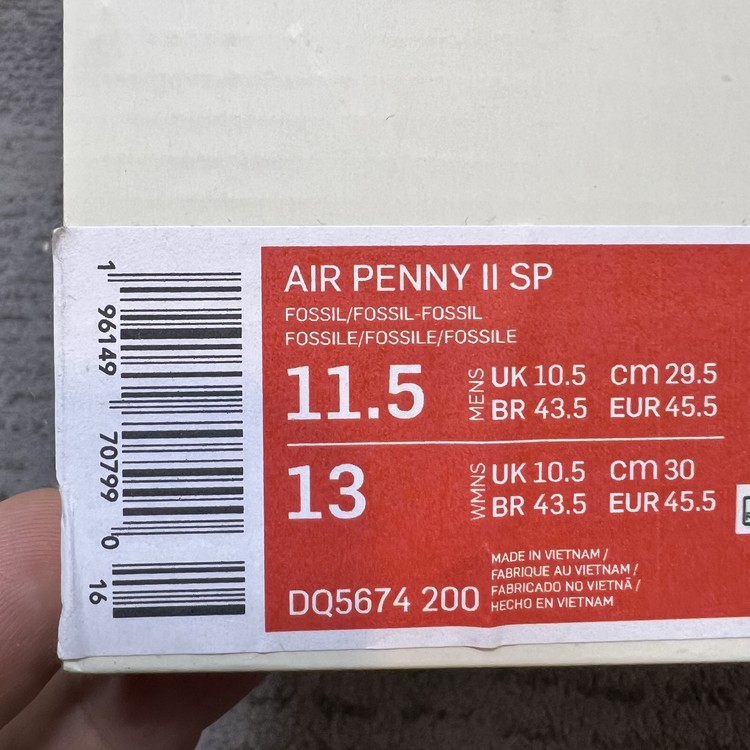 AIR PENNY II SP
FOSSIL/FOSSIL-FOSSIL
FOSSILE/FOSSILE/FOSSILE
11.5 MENS UK 10.5 CM 29.5
BR 43.5 EUR 45.5
13 WMNS UK 10.5 CM 30
BR 43.5 EUR 45.5
DQ5674 200
MADE IN VIETNAM /
FABRIQUE AU VIETNAM /
FABRICADO NO VIETNÃ /
HECHO EN VIETNAM
1 96149 70799 0 16